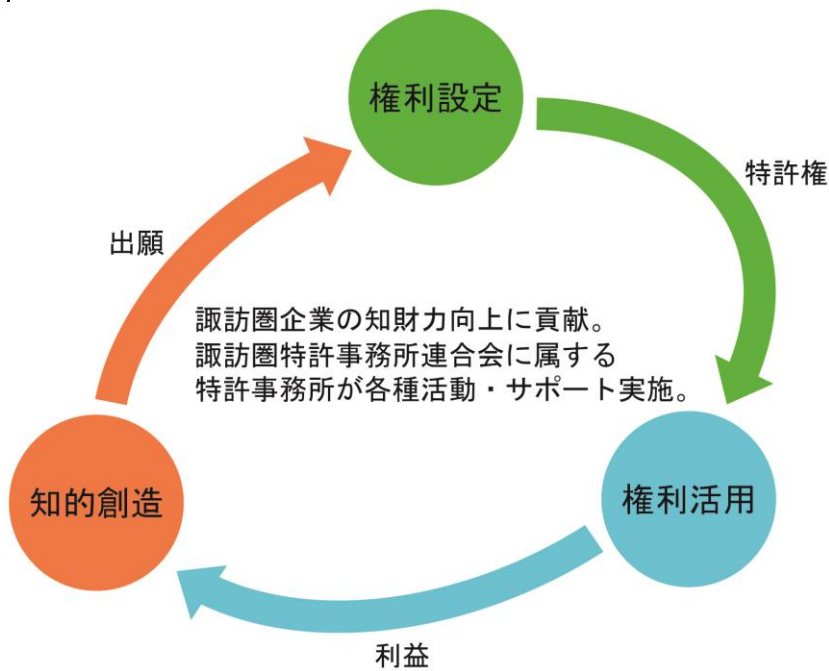 権利設定
特許権
出願
諏訪圏企業の知財力向上に貢献。
諏訪圏特許事務所連合会に属する
特許事務所が各種活動・サポート実施。
知的創造
権利活用
利益